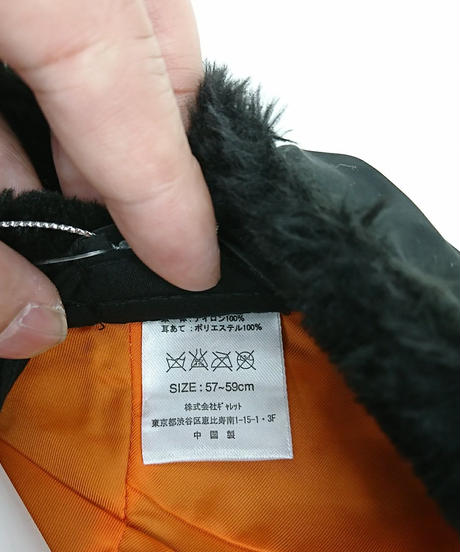 本体：ナイロン100%
耳あて：ポリエステル100%
SIZE：57~59cm
株式会社ギャレット
東京都渋谷区恵比寿南1-15-1・3F
中国製